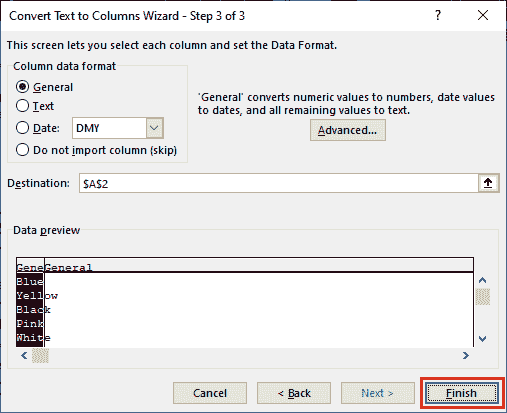 Convert Text to Columns Wizard - Step 3 of 3 ? ×
This screen lets you select each column and set the Data Format.
Column data format
General
Text
Date: DMY
Do not import column (skip)
'General' converts numeric values to numbers, date values
to dates, and all remaining values to text.
Advanced...
Destination: $A$2
Data preview
GeneGeneral
Blue
Yellow
Black
Pink
White
Cancel < Back Next > Finish